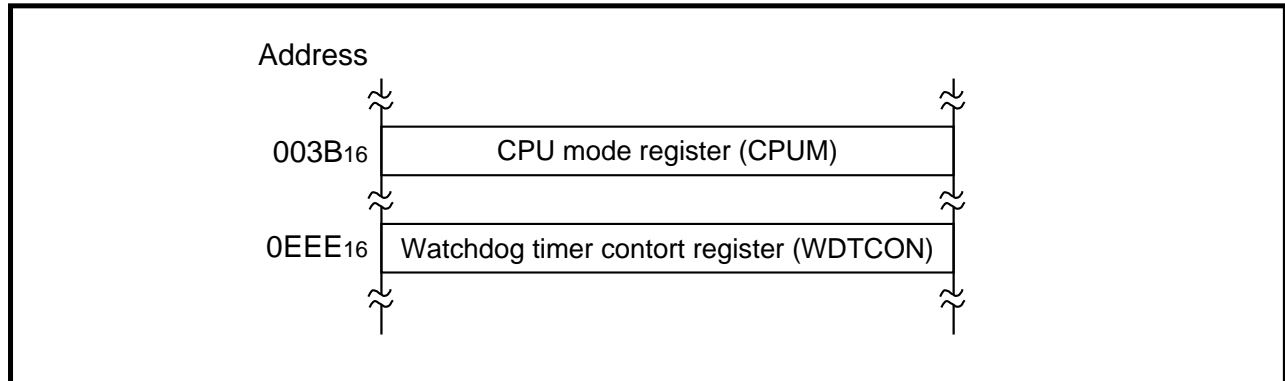 Address
003B16 CPU mode register (CPUM)
0EEE16 Watchdog timer contort register (WDTCON)